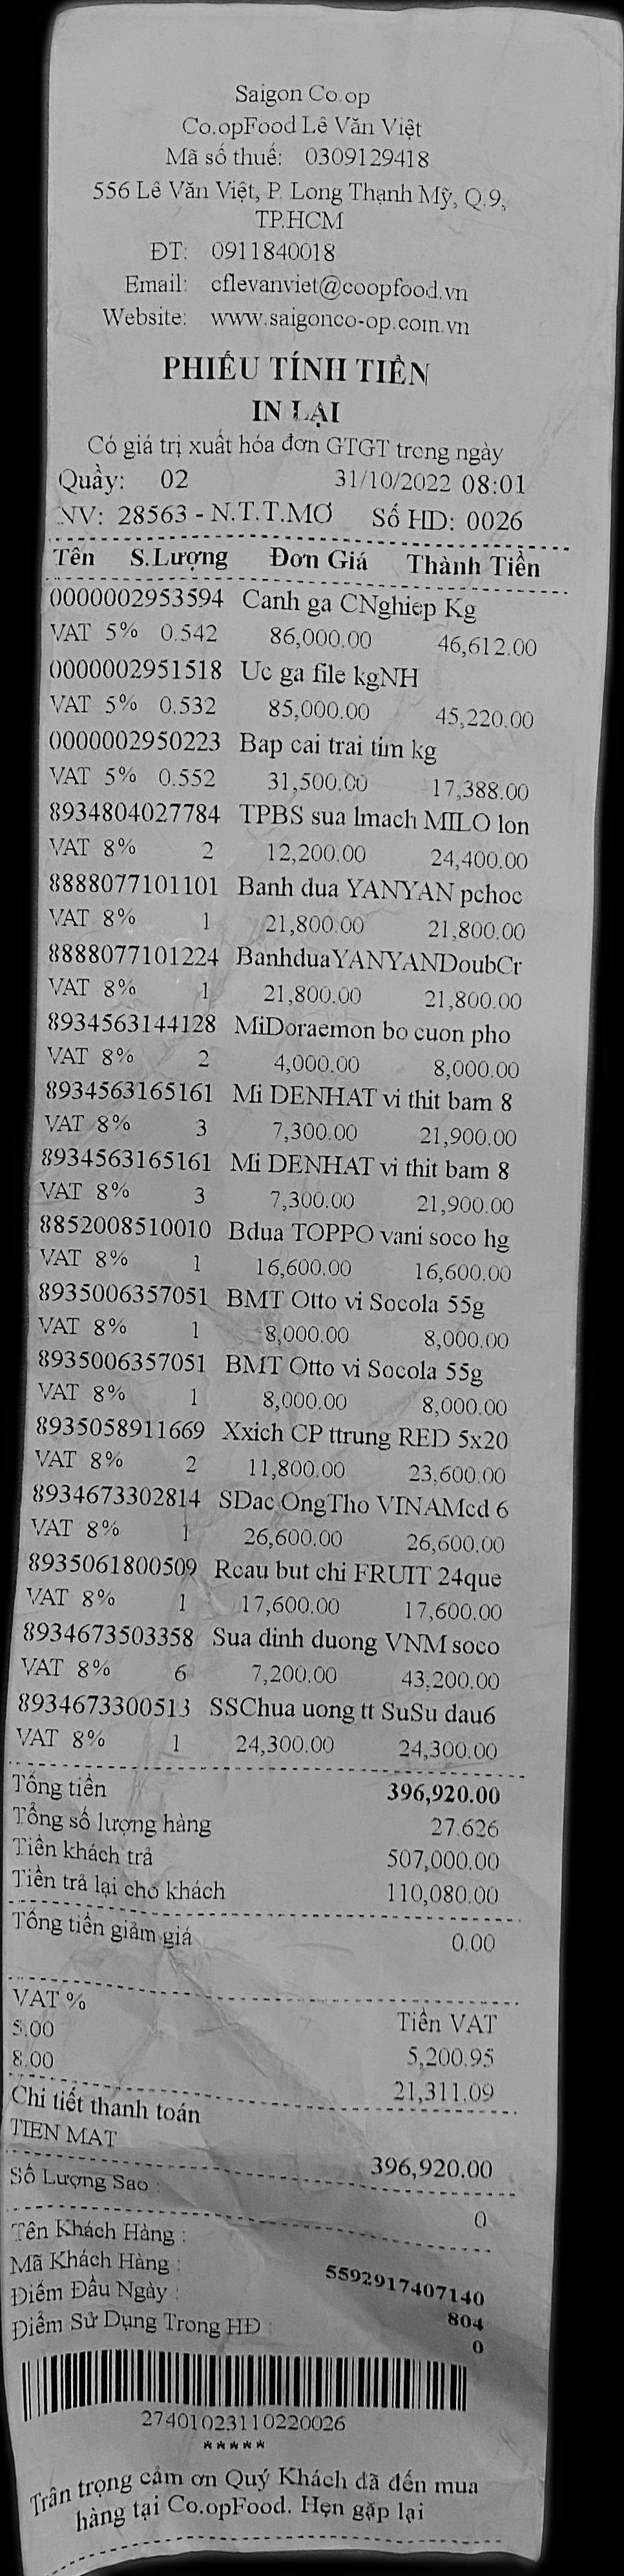 Saigon Co.op
Co.opFood Lê Văn Việt
Mã số thuế: 0309129418
556 Lê Văn Việt, P. Long Thạnh Mỹ, Q.9,
TP.HCM
ĐT: 0911840018
Email: cflevanviet@coopfood.vn
Website: www.saigonco-op.com.vn
PHIẾU TÍNH TIỀN
IN LẠI
Có giá trị xuất hóa đơn GTGT trong ngày
Quầy: 02 31/10/2022 08:01
NV: 28563 - N.T.T.MƠ Số HD: 0026
Tên S.Lượng Đơn Giá Thành Tiền
0000002953594 Canh ga CNghiep Kg
VAT 5% 0.542 86,000.00 46,612.00
0000002951518 Uc ga file kgNH
VAT 5% 0.532 85,000.00 45,220.00
0000002950223 Bap cai trai tim kg
VAT 5% 0.552 31,500.00 17,388.00
8934804027784 TPBS sua lmach MILO lon
VAT 8% 2 12,200.00 24,400.00
8888077101101 Banh dua YANYAN pchoc
VAT 8% 1 21,800.00 21,800.00
8888077101224 BanhduaYANYANDoubCr
VAT 8% 1 21,800.00 21,800.00
8934563144128 MiDoraemon bo cuon pho
VAT 8% 2 4,000.00 8,000.00
8934563165161 Mi DENHAT vi thit bam 8
VAT 8% 3 7,300.00 21,900.00
8934563165161 Mi DENHAT vi thit bam 8
VAT 8% 3 7,300.00 21,900.00
8852008510010 Bdua TOPPO vani soco hg
VAT 8% 1 16,600.00 16,600.00
8935006357051 BMT Otto vi Socola 55g
VAT 8% 1 8,000.00 8,000.00
8935006357051 BMT Otto vi Socola 55g
VAT 8% 1 8,000.00 8,000.00
8935058911669 Xxich CP ttrung RED 5x20
VAT 8% 2 11,800.00 23,600.00
8934673302814 SDac OngTho VINAMcd 6
VAT 8% 1 26,600.00 26,600.00
8935061800509 Rcau but chi FRUIT 24que
VAT 8% 1 17,600.00 17,600.00
8934673503358 Sua dinh duong VNM soco
VAT 8% 6 7,200.00 43,200.00
8934673300513 SSChua uong tt SuSu dau6
VAT 8% 1 24,300.00 24,300.00
Tổng tiền 396,920.00
Tổng số lượng hàng 27.626
Tiền khách trả 507,000.00
Tiền trả lại cho khách 110,080.00
Tổng tiền giảm giá 0.00
VAT % Tiền VAT
5.00 5,200.95
8.00 21,311.09
Chi tiết thanh toán
TIEN MAT 396,920.00
Số Lượng Sao : 0
Tên Khách Hàng :
Mã Khách Hàng : 5592917407140
Điểm Đầu Ngày : 804
Điểm Sử Dụng Trong HĐ : 0
27401023110220026
*****
Trân trọng cảm ơn Quý Khách đã đến mua
hàng tại Co.opFood. Hẹn gặp lại